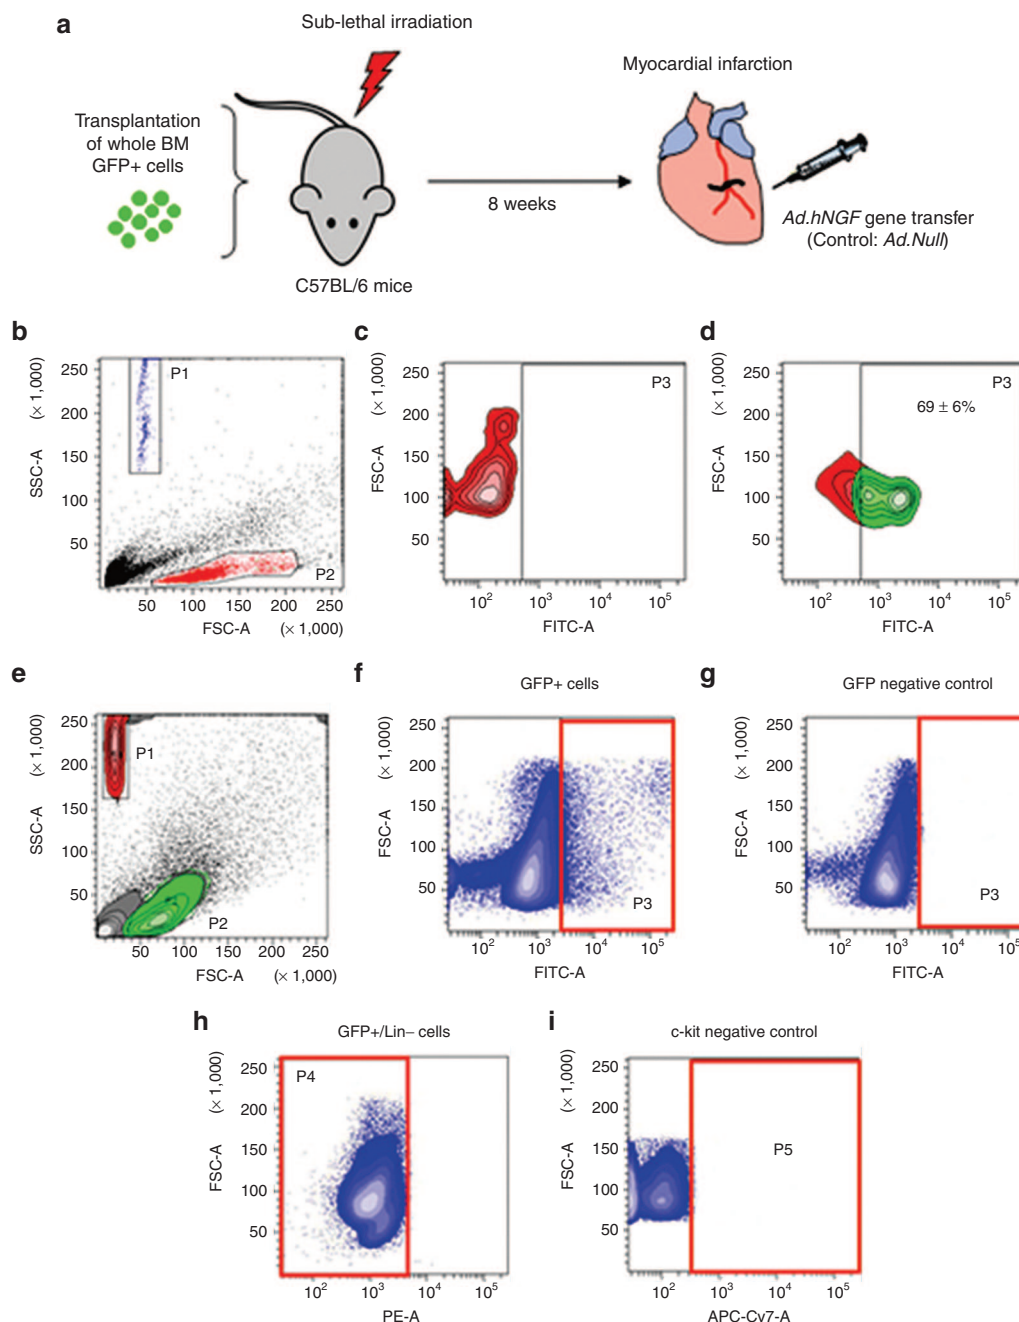 a
Sub-lethal irradiation
Myocardial infarction
Transplantation
of whole BM
GFP+ cells
8 weeks
Ad.hNGF gene transfer
(Control: Ad.Null)
C57BL/6 mice
b
SSC-A (× 1,000)
250
200
150
100
50
P1
P2
50 100 150 200 250
FSC-A (× 1,000)
c
FSC-A (× 1,000)
250
200
150
100
50
P3
10² 10³ 10⁴ 10⁵
FITC-A
d
FSC-A (× 1,000)
250
200
150
100
50
P3
69 ± 6%
10² 10³ 10⁴ 10⁵
FITC-A
e
SSC-A (× 1,000)
250
200
150
100
50
P1
P2
50 100 150 200 250
FSC-A (× 1,000)
f
GFP+ cells
FSC-A (× 1,000)
250
200
150
100
50
P3
10² 10³ 10⁴ 10⁵
FITC-A
g
GFP negative control
FSC-A (× 1,000)
250
200
150
100
50
P3
10² 10³ 10⁴ 10⁵
FITC-A
h
GFP+/Lin– cells
FSC-A (× 1,000)
250
200
150
100
50
P4
10² 10³ 10⁴ 10⁵
PE-A
i
c-kit negative control
FSC-A (× 1,000)
250
200
150
100
50
P5
10² 10³ 10⁴ 10⁵
APC-Cy7-A